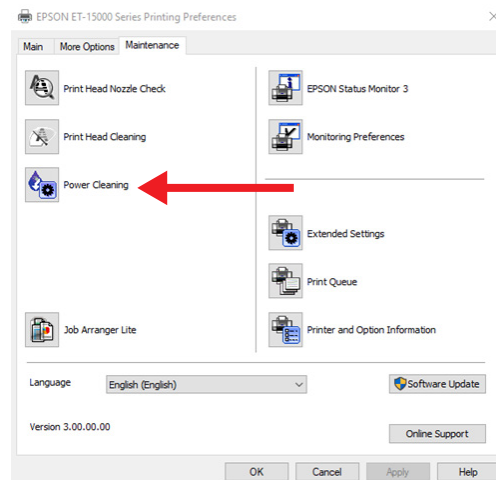 EPSON ET-15000 Series Printing Preferences
Main More Options Maintenance
Print Head Nozzle Check
EPSON Status Monitor 3
Print Head Cleaning
Monitoring Preferences
Power Cleaning
Extended Settings
Print Queue
Job Arranger Lite
Printer and Option Information
Language English (English)
Software Update
Version 3.00.00.00
Online Support
OK Cancel Apply Help